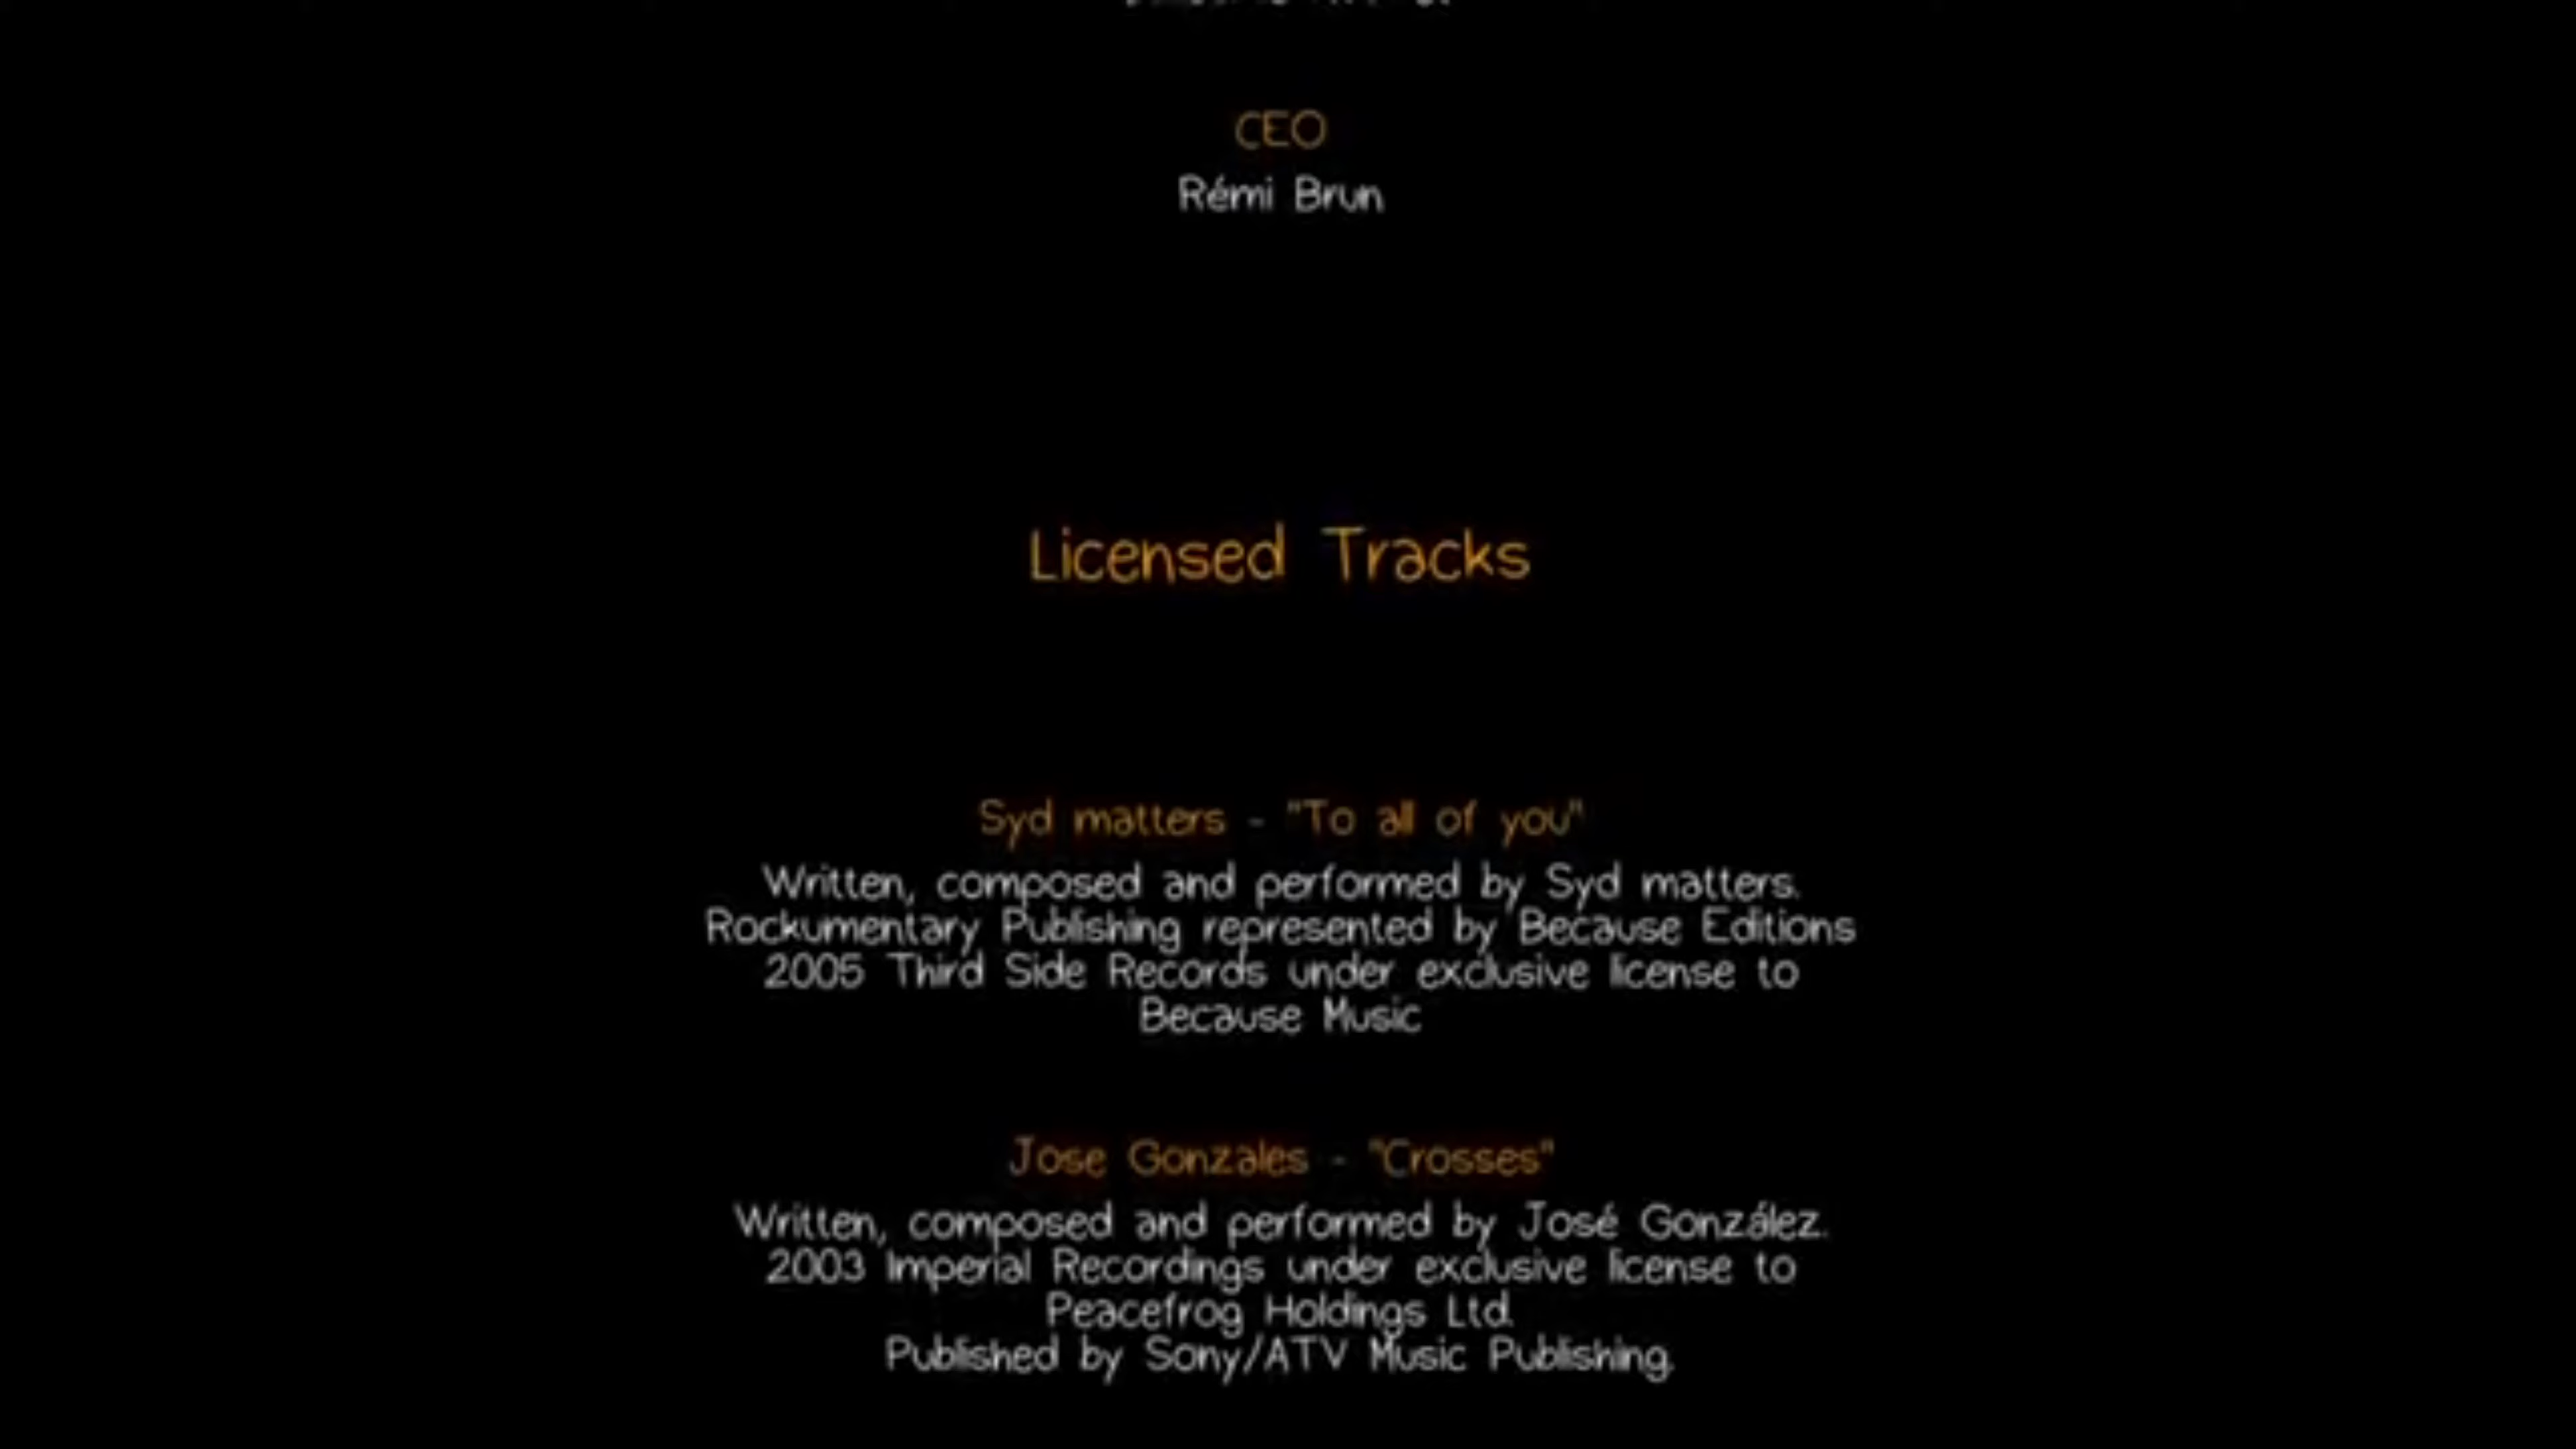 CEO
Rémi Brun
Licensed Tracks
Syd matters - "To all of you"
Written, composed and performed by Syd matters.
Rockumentary Publishing represented by Because Editions
2005 Third Side Records under exclusive license to
Because Music
Jose Gonzales - "Crosses"
Written, composed and performed by José González.
2003 Imperial Recordings under exclusive license to
Peacefrog Holdings Ltd.
Published by Sony/ATV Music Publishing.